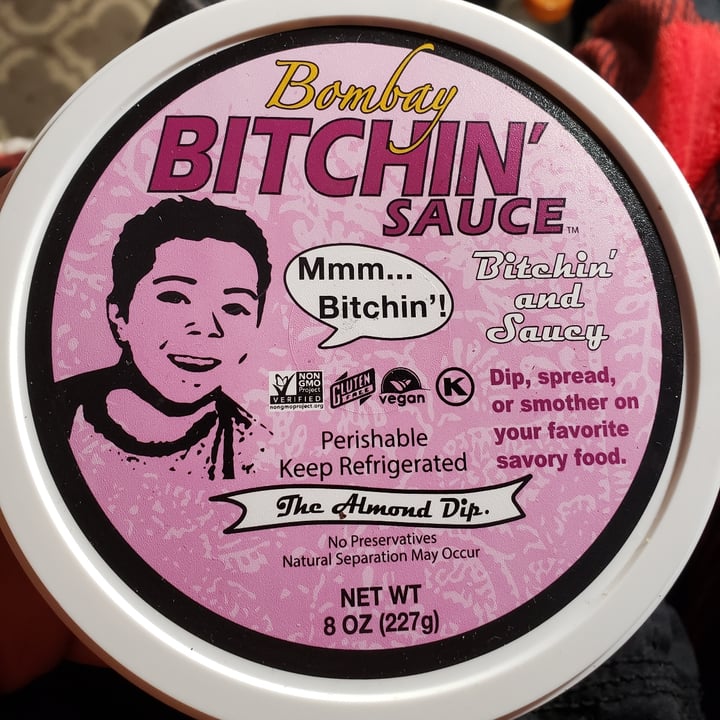 Bombay
BITCHIN'
SAUCE™
Mmm...
Bitchin'!
Bitchin'
and
Saucy
NON
GMO
Project
VERIFIED
nongmoproject.org
GLUTEN
FREE
vegan
K
Dip, spread,
or smother on
your favorite
savory food.
Perishable
Keep Refrigerated
The Almond Dip.
No Preservatives
Natural Separation May Occur
NET WT
8 OZ (227g)